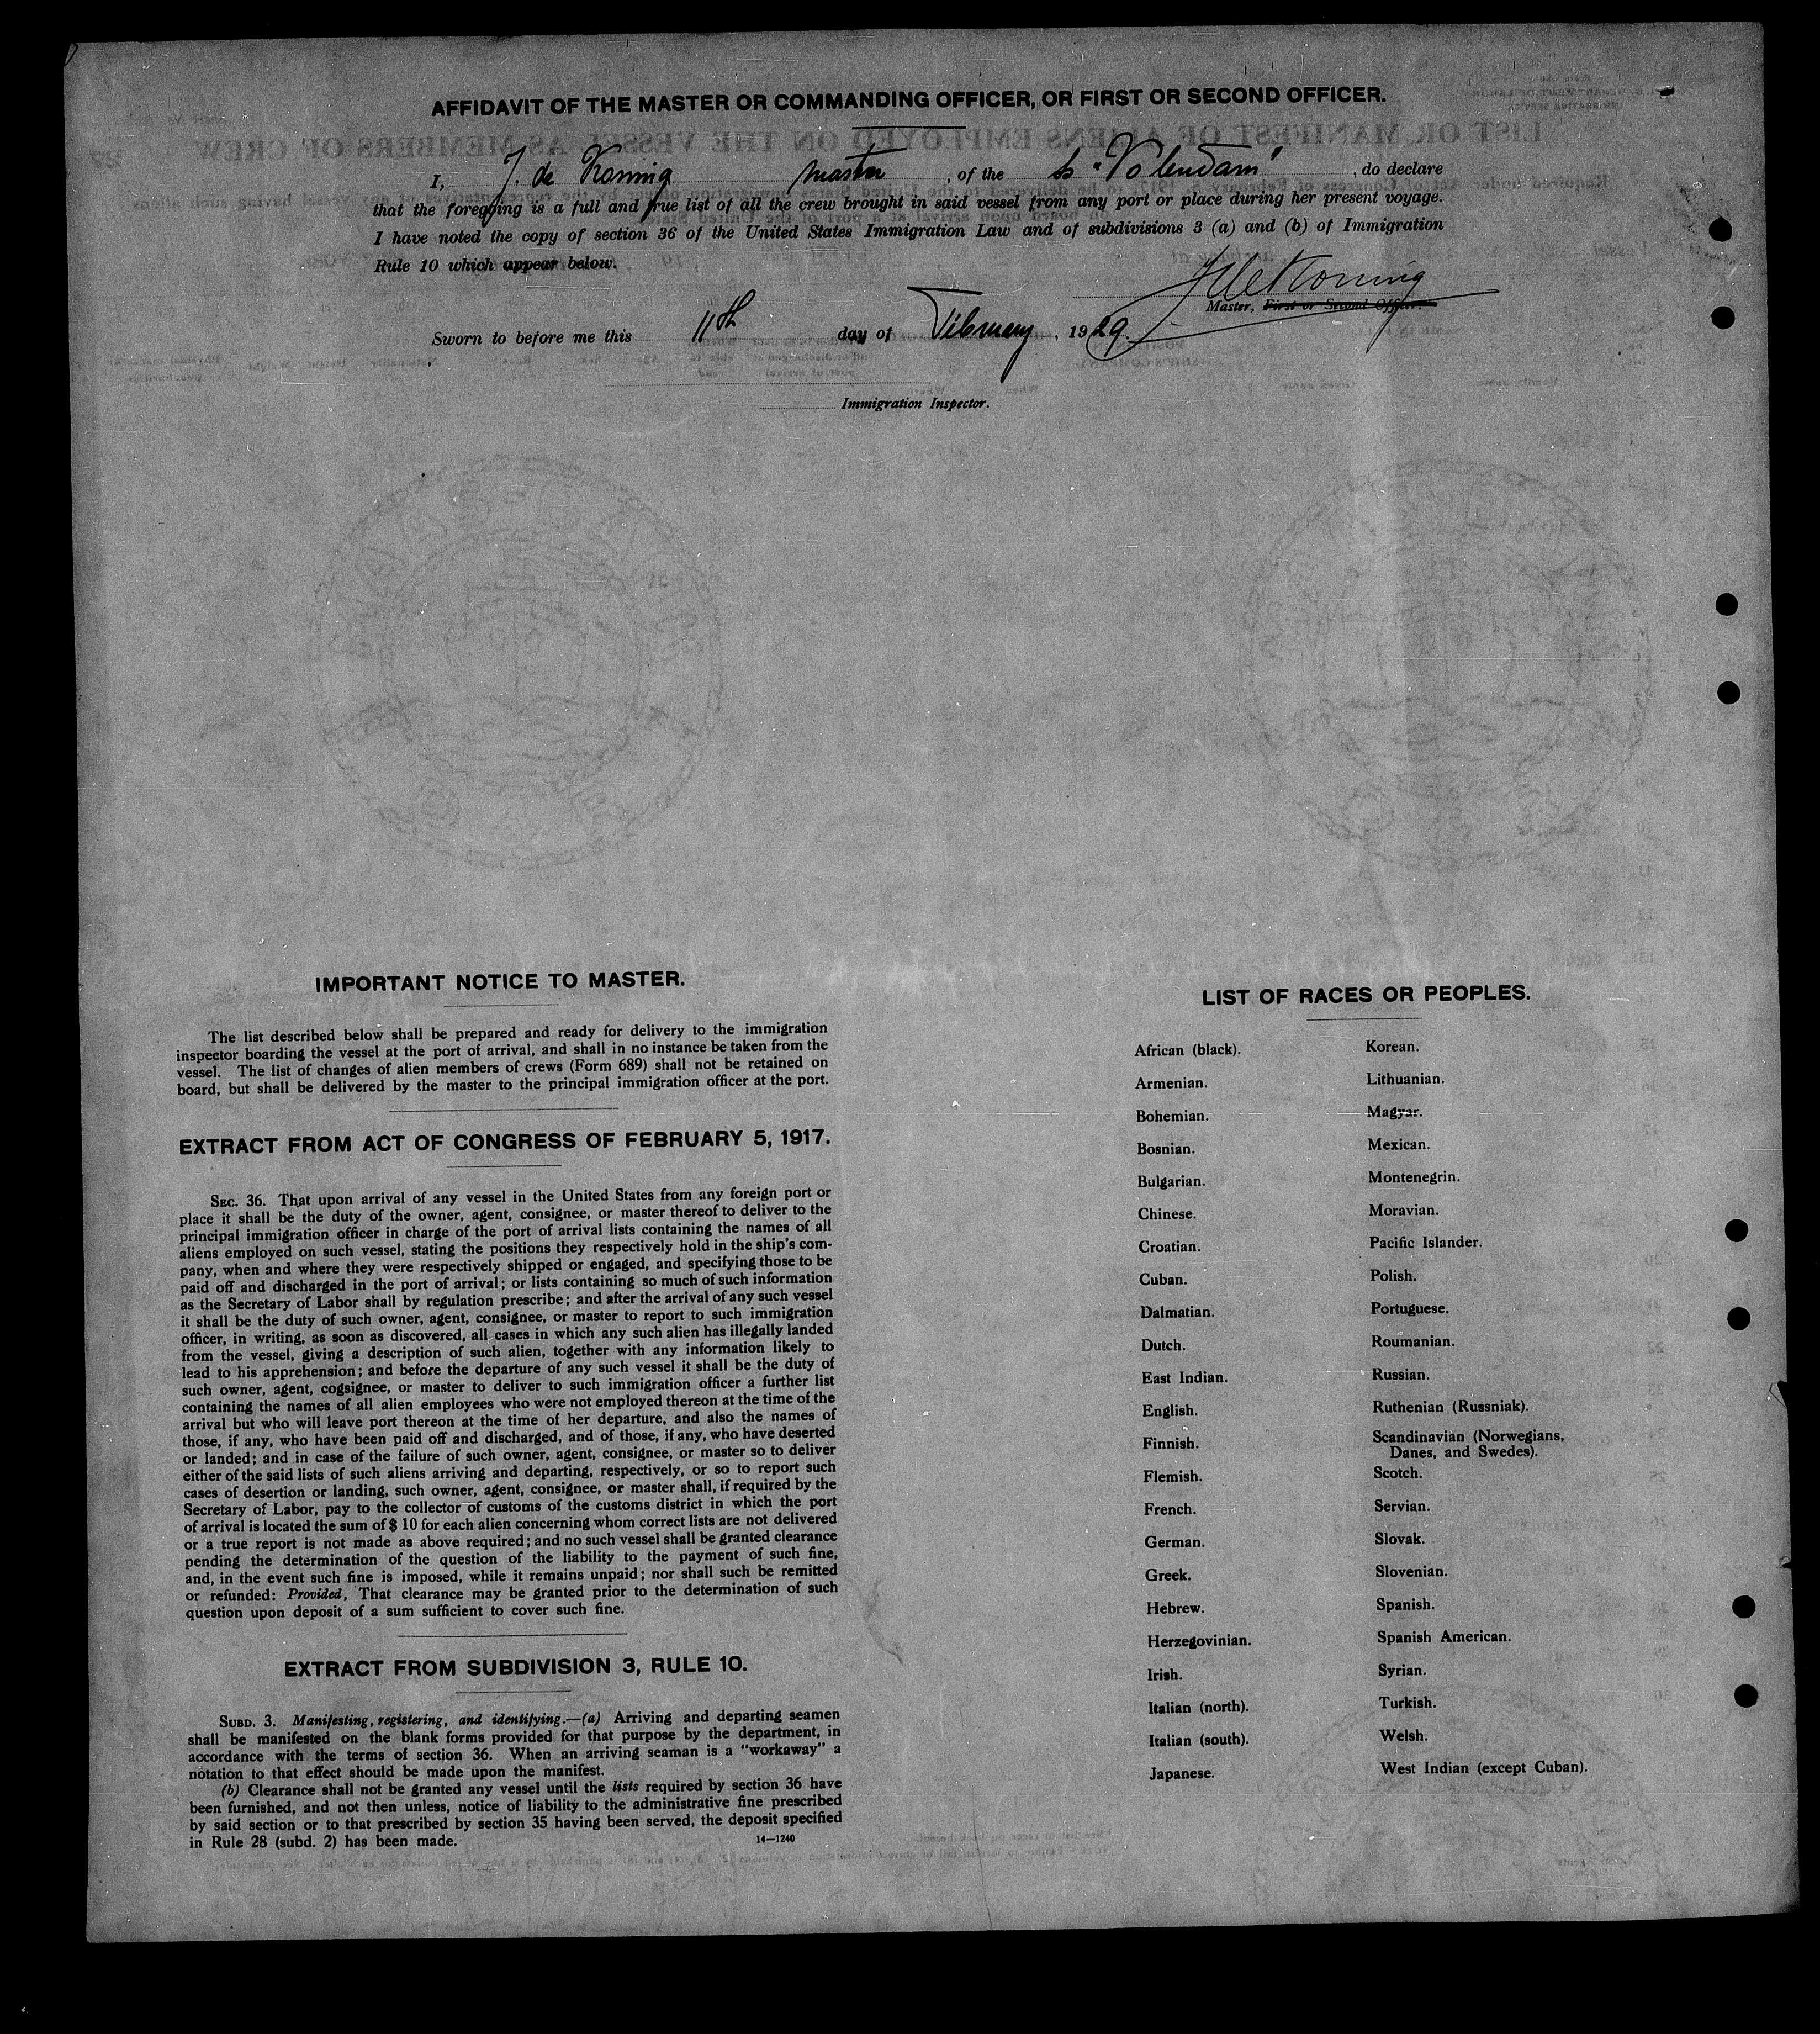 AFFIDAVIT OF THE MASTER OR COMMANDING OFFICER, OR FIRST OR SECOND OFFICER.
I, J. de Koning master, of the ss "Volendam", do declare
that the foregoing is a full and true list of all the crew brought in said vessel from any port or place during her present voyage.
I have noted the copy of section 36 of the United States Immigration Law and of subdivisions 3 (a) and (b) of Immigration
Rule 10 which appear below.
J de Koning
Master, First or Second Officer.
Sworn to before me this 11th day of February, 1929.
Immigration Inspector.
IMPORTANT NOTICE TO MASTER.
The list described below shall be prepared and ready for delivery to the immigration
inspector boarding the vessel at the port of arrival, and shall in no instance be taken from the
vessel. The list of changes of alien members of crews (Form 689) shall not be retained on
board, but shall be delivered by the master to the principal immigration officer at the port.
EXTRACT FROM ACT OF CONGRESS OF FEBRUARY 5, 1917.
SEC. 36. That upon arrival of any vessel in the United States from any foreign port or
place it shall be the duty of the owner, agent, consignee, or master thereof to deliver to the
principal immigration officer in charge of the port of arrival lists containing the names of all
aliens employed on such vessel, stating the positions they respectively hold in the ship's com-
pany, when and where they were respectively shipped or engaged, and specifying those to be
paid off and discharged in the port of arrival; or lists containing so much of such information
as the Secretary of Labor shall by regulation prescribe; and after the arrival of any such vessel
it shall be the duty of such owner, agent, consignee, or master to report to such immigration
officer, in writing, as soon as discovered, all cases in which any such alien has illegally landed
from the vessel, giving a description of such alien, together with any information likely to
lead to his apprehension; and before the departure of any such vessel it shall be the duty of
such owner, agent, cogsignee, or master to deliver to such immigration officer a further list
containing the names of all alien employees who were not employed thereon at the time of the
arrival but who will leave port thereon at the time of her departure, and also the names of
those, if any, who have been paid off and discharged, and of those, if any, who have deserted
or landed; and in case of the failure of such owner, agent, consignee, or master so to deliver
either of the said lists of such aliens arriving and departing, respectively, or so to report such
cases of desertion or landing, such owner, agent, consignee, or master shall, if required by the
Secretary of Labor, pay to the collector of customs of the customs district in which the port
of arrival is located the sum of $ 10 for each alien concerning whom correct lists are not delivered
or a true report is not made as above required; and no such vessel shall be granted clearance
pending the determination of the question of the liability to the payment of such fine,
and, in the event such fine is imposed, while it remains unpaid; nor shall such be remitted
or refunded: Provided, That clearance may be granted prior to the determination of such
question upon deposit of a sum sufficient to cover such fine.
EXTRACT FROM SUBDIVISION 3, RULE 10.
SUBD. 3. Manifesting, registering, and identifying.—(a) Arriving and departing seamen
shall be manifested on the blank forms provided for that purpose by the department, in
accordance with the terms of section 36. When an arriving seaman is a "workaway" a
notation to that effect should be made upon the manifest.
(b) Clearance shall not be granted any vessel until the lists required by section 36 have
been furnished, and not then unless, notice of liability to the administrative fine prescribed
by said section or to that prescribed by section 35 having been served, the deposit specified
in Rule 28 (subd. 2) has been made.
14—1240
LIST OF RACES OR PEOPLES.
African (black).
Armenian.
Bohemian.
Bosnian.
Bulgarian.
Chinese.
Croatian.
Cuban.
Dalmatian.
Dutch.
East Indian.
English.
Finnish.
Flemish.
French.
German.
Greek.
Hebrew.
Herzegovinian.
Irish.
Italian (north).
Italian (south).
Japanese.
Korean.
Lithuanian.
Magyar.
Mexican.
Montenegrin.
Moravian.
Pacific Islander.
Polish.
Portuguese.
Roumanian.
Russian.
Ruthenian (Russniak).
Scandinavian (Norwegians,
Danes, and Swedes).
Scotch.
Servian.
Slovak.
Slovenian.
Spanish.
Spanish American.
Syrian.
Turkish.
Welsh.
West Indian (except Cuban).